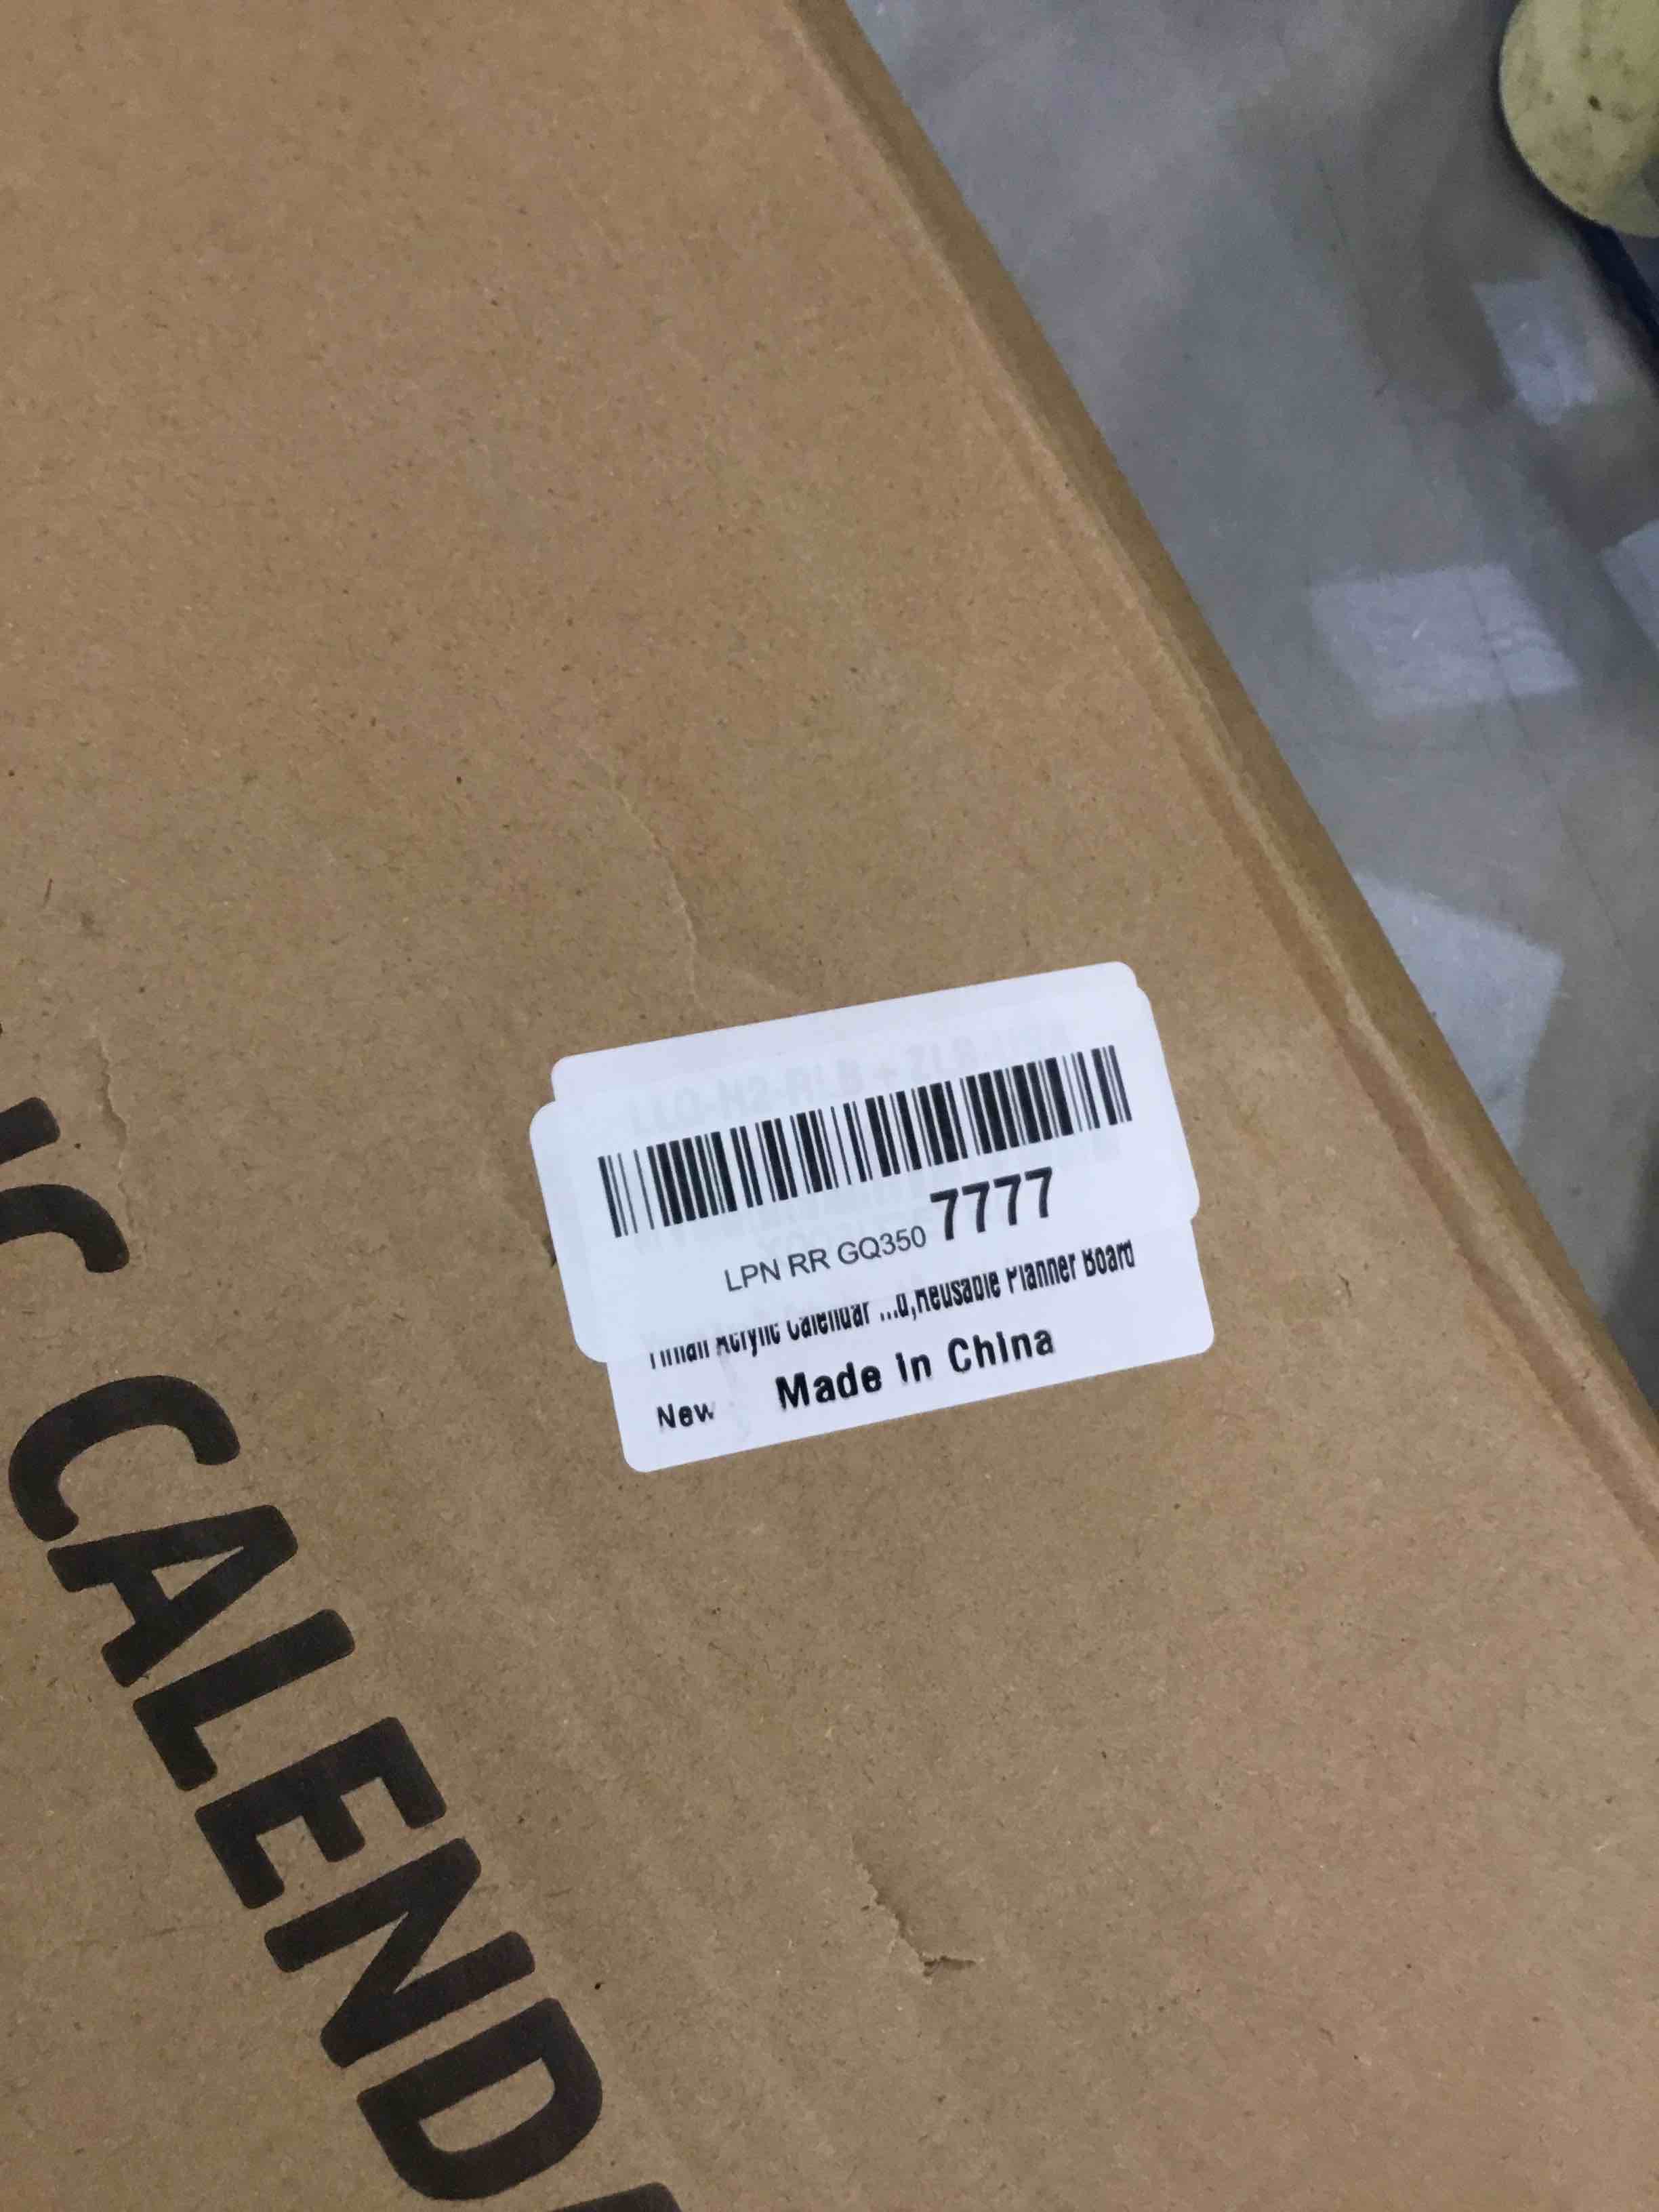 LPN RR GQ350 7777
Acrylic Calendar ...d,Reusable Planner Board
New Made in China
CALEND